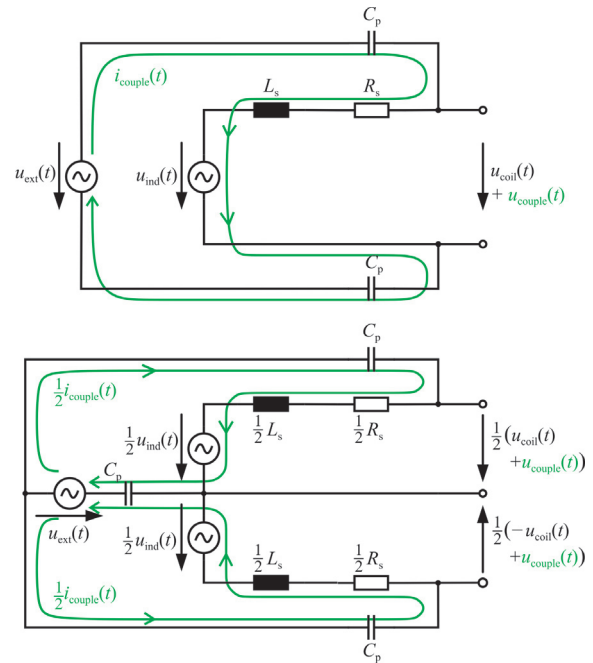 C_p
i_couple(t)
L_s R_s
u_ext(t) u_ind(t) u_coil(t)
+ u_couple(t)
C_p
C_p
1/2 i_couple(t)
1/2 L_s 1/2 R_s
1/2 u_ind(t) 1/2(u_coil(t)
+u_couple(t))
C_p
u_ext(t) 1/2 u_ind(t) 1/2(−u_coil(t)
+u_couple(t))
1/2 L_s 1/2 R_s
1/2 i_couple(t)
C_p